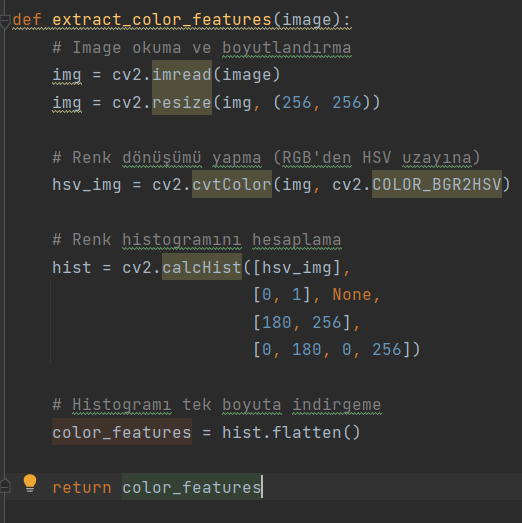 def extract_color_features(image):
    # Image okuma ve boyutlandırma
    img = cv2.imread(image)
    img = cv2.resize(img, (256, 256))

    # Renk dönüşümü yapma (RGB'den HSV uzayına)
    hsv_img = cv2.cvtColor(img, cv2.COLOR_BGR2HSV)

    # Renk histogramını hesaplama
    hist = cv2.calcHist([hsv_img],
                        [0, 1], None,
                        [180, 256],
                        [0, 180, 0, 256])

    # Histogramı tek boyuta indirgeme
    color_features = hist.flatten()

    return color_features